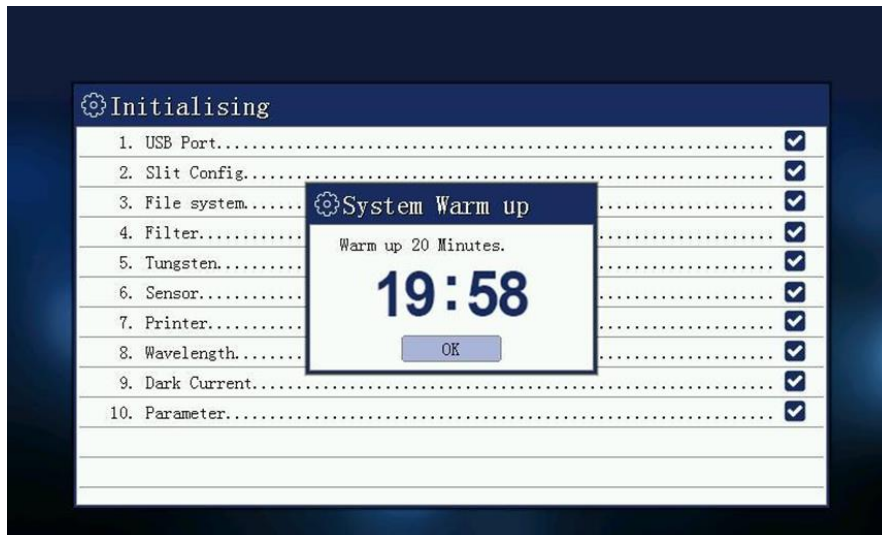 Initialising
1. USB Port.................................................................
2. Slit Config..............................................................
3. File system.......
4. Filter.............
5. Tungsten..........
6. Sensor.............
7. Printer............
8. Wavelength........
9. Dark Current.............................................................
10. Parameter................................................................
System Warm up
Warm up 20 Minutes.
19:58
OK